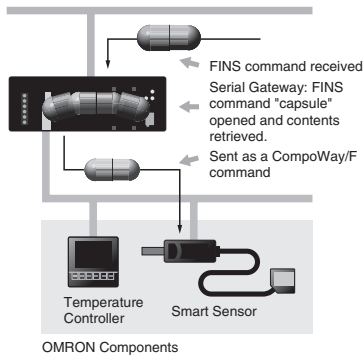 FINS command received
Serial Gateway: FINS
command "capsule"
opened and contents
retrieved.
Sent as a CompoWay/F
command
Temperature
Controller
Smart Sensor
OMRON Components